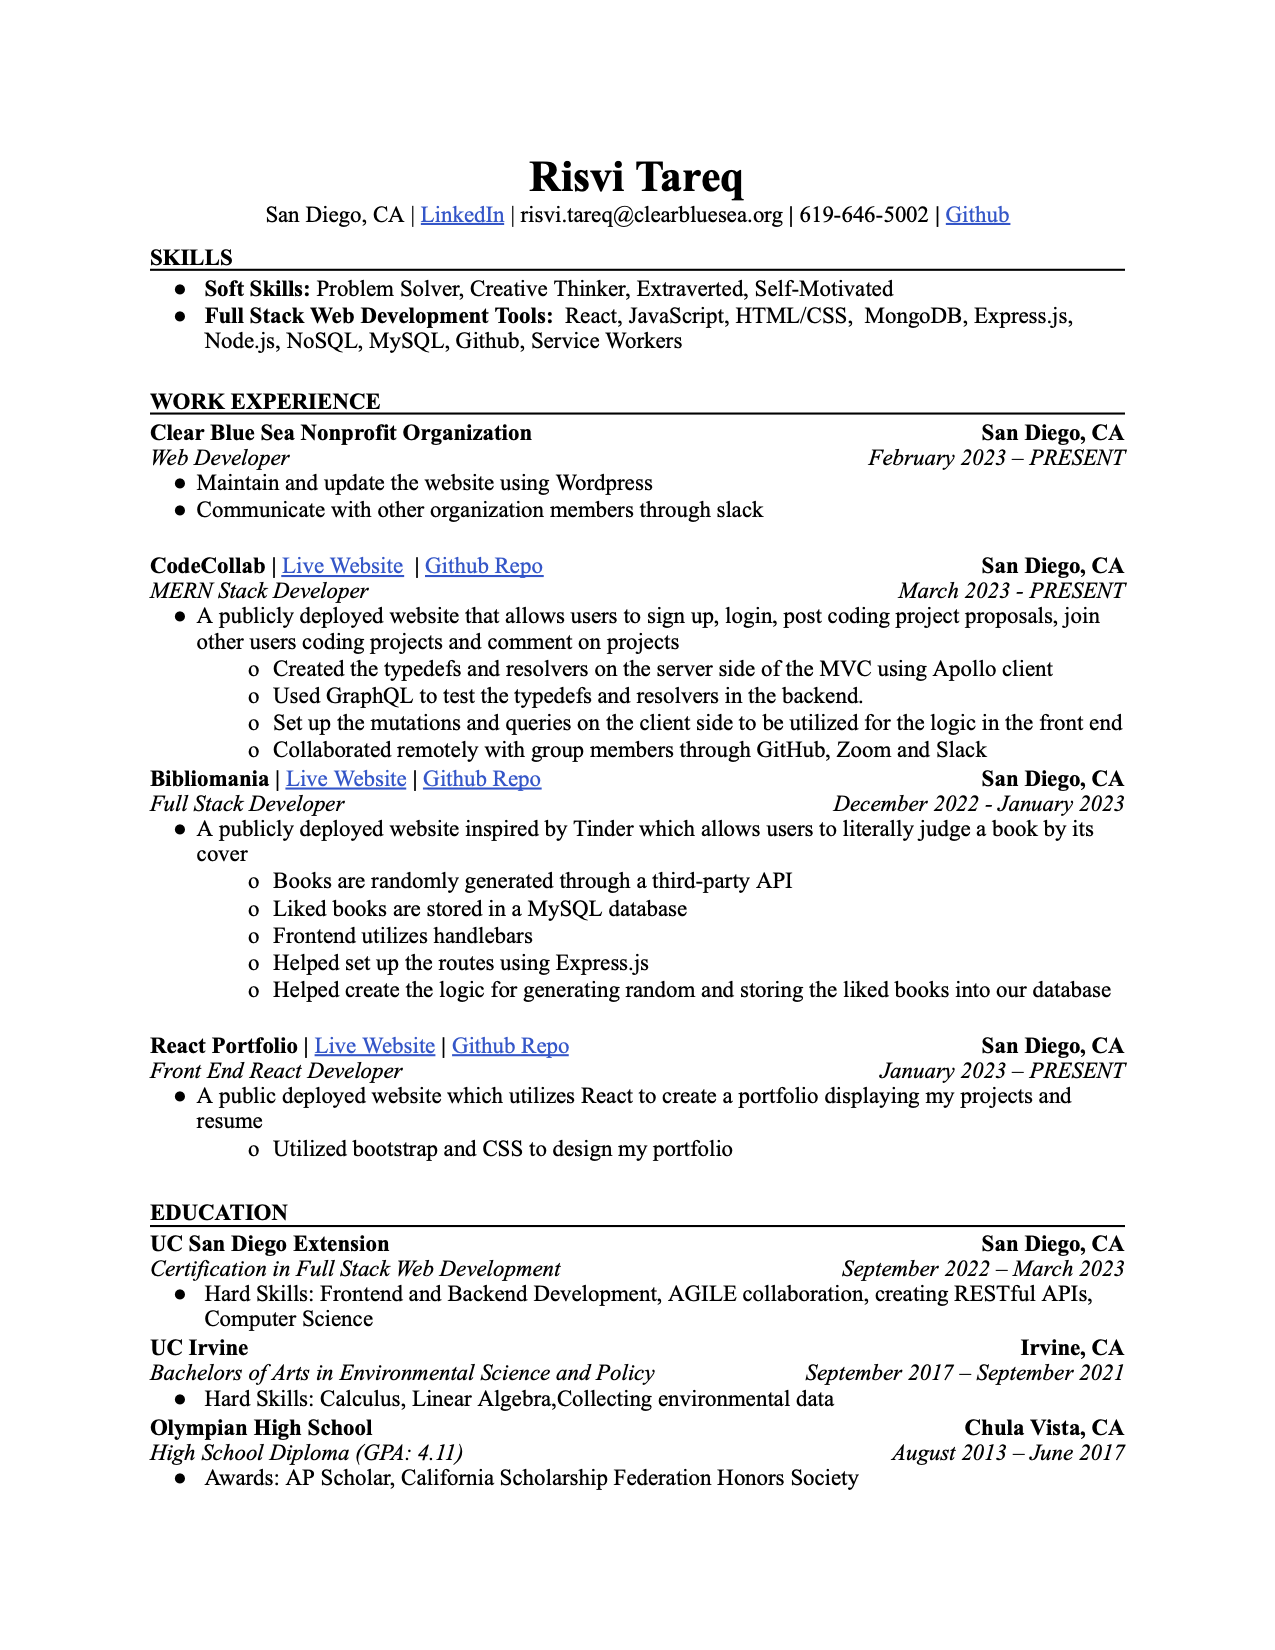 Risvi Tareq
San Diego, CA | LinkedIn | risvi.tareq@clearbluesea.org | 619-646-5002 | Github
SKILLS
● Soft Skills: Problem Solver, Creative Thinker, Extraverted, Self-Motivated
● Full Stack Web Development Tools: React, JavaScript, HTML/CSS, MongoDB, Express.js,
Node.js, NoSQL, MySQL, Github, Service Workers
WORK EXPERIENCE
Clear Blue Sea Nonprofit Organization San Diego, CA
Web Developer February 2023 – PRESENT
● Maintain and update the website using Wordpress
● Communicate with other organization members through slack
CodeCollab | Live Website | Github Repo San Diego, CA
MERN Stack Developer March 2023 - PRESENT
● A publicly deployed website that allows users to sign up, login, post coding project proposals, join
other users coding projects and comment on projects
o Created the typedefs and resolvers on the server side of the MVC using Apollo client
o Used GraphQL to test the typedefs and resolvers in the backend.
o Set up the mutations and queries on the client side to be utilized for the logic in the front end
o Collaborated remotely with group members through GitHub, Zoom and Slack
Bibliomania | Live Website | Github Repo San Diego, CA
Full Stack Developer December 2022 - January 2023
● A publicly deployed website inspired by Tinder which allows users to literally judge a book by its
cover
o Books are randomly generated through a third-party API
o Liked books are stored in a MySQL database
o Frontend utilizes handlebars
o Helped set up the routes using Express.js
o Helped create the logic for generating random and storing the liked books into our database
React Portfolio | Live Website | Github Repo San Diego, CA
Front End React Developer January 2023 – PRESENT
● A public deployed website which utilizes React to create a portfolio displaying my projects and
resume
o Utilized bootstrap and CSS to design my portfolio
EDUCATION
UC San Diego Extension San Diego, CA
Certification in Full Stack Web Development September 2022 – March 2023
● Hard Skills: Frontend and Backend Development, AGILE collaboration, creating RESTful APIs,
Computer Science
UC Irvine Irvine, CA
Bachelors of Arts in Environmental Science and Policy September 2017 – September 2021
● Hard Skills: Calculus, Linear Algebra,Collecting environmental data
Olympian High School Chula Vista, CA
High School Diploma (GPA: 4.11) August 2013 – June 2017
● Awards: AP Scholar, California Scholarship Federation Honors Society